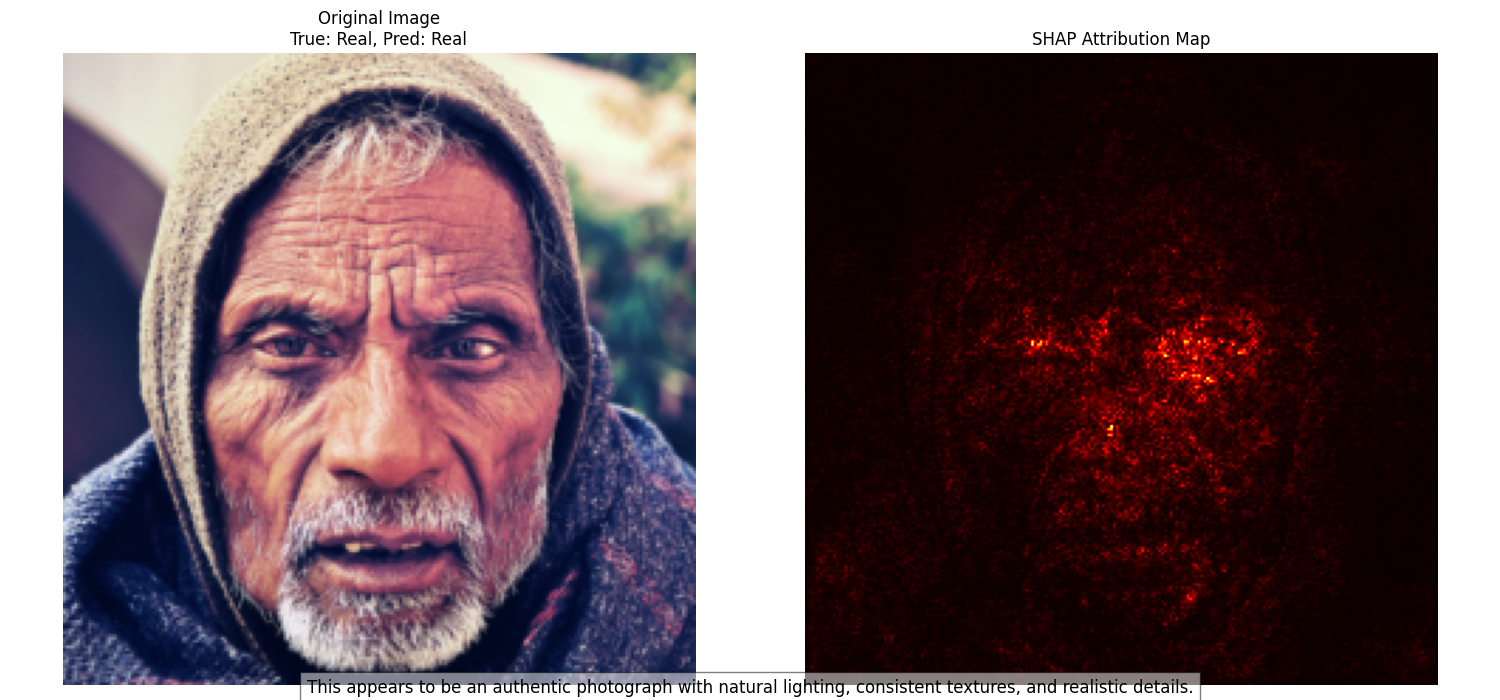 Original Image
True: Real, Pred: Real
SHAP Attribution Map
This appears to be an authentic photograph with natural lighting, consistent textures, and realistic details.